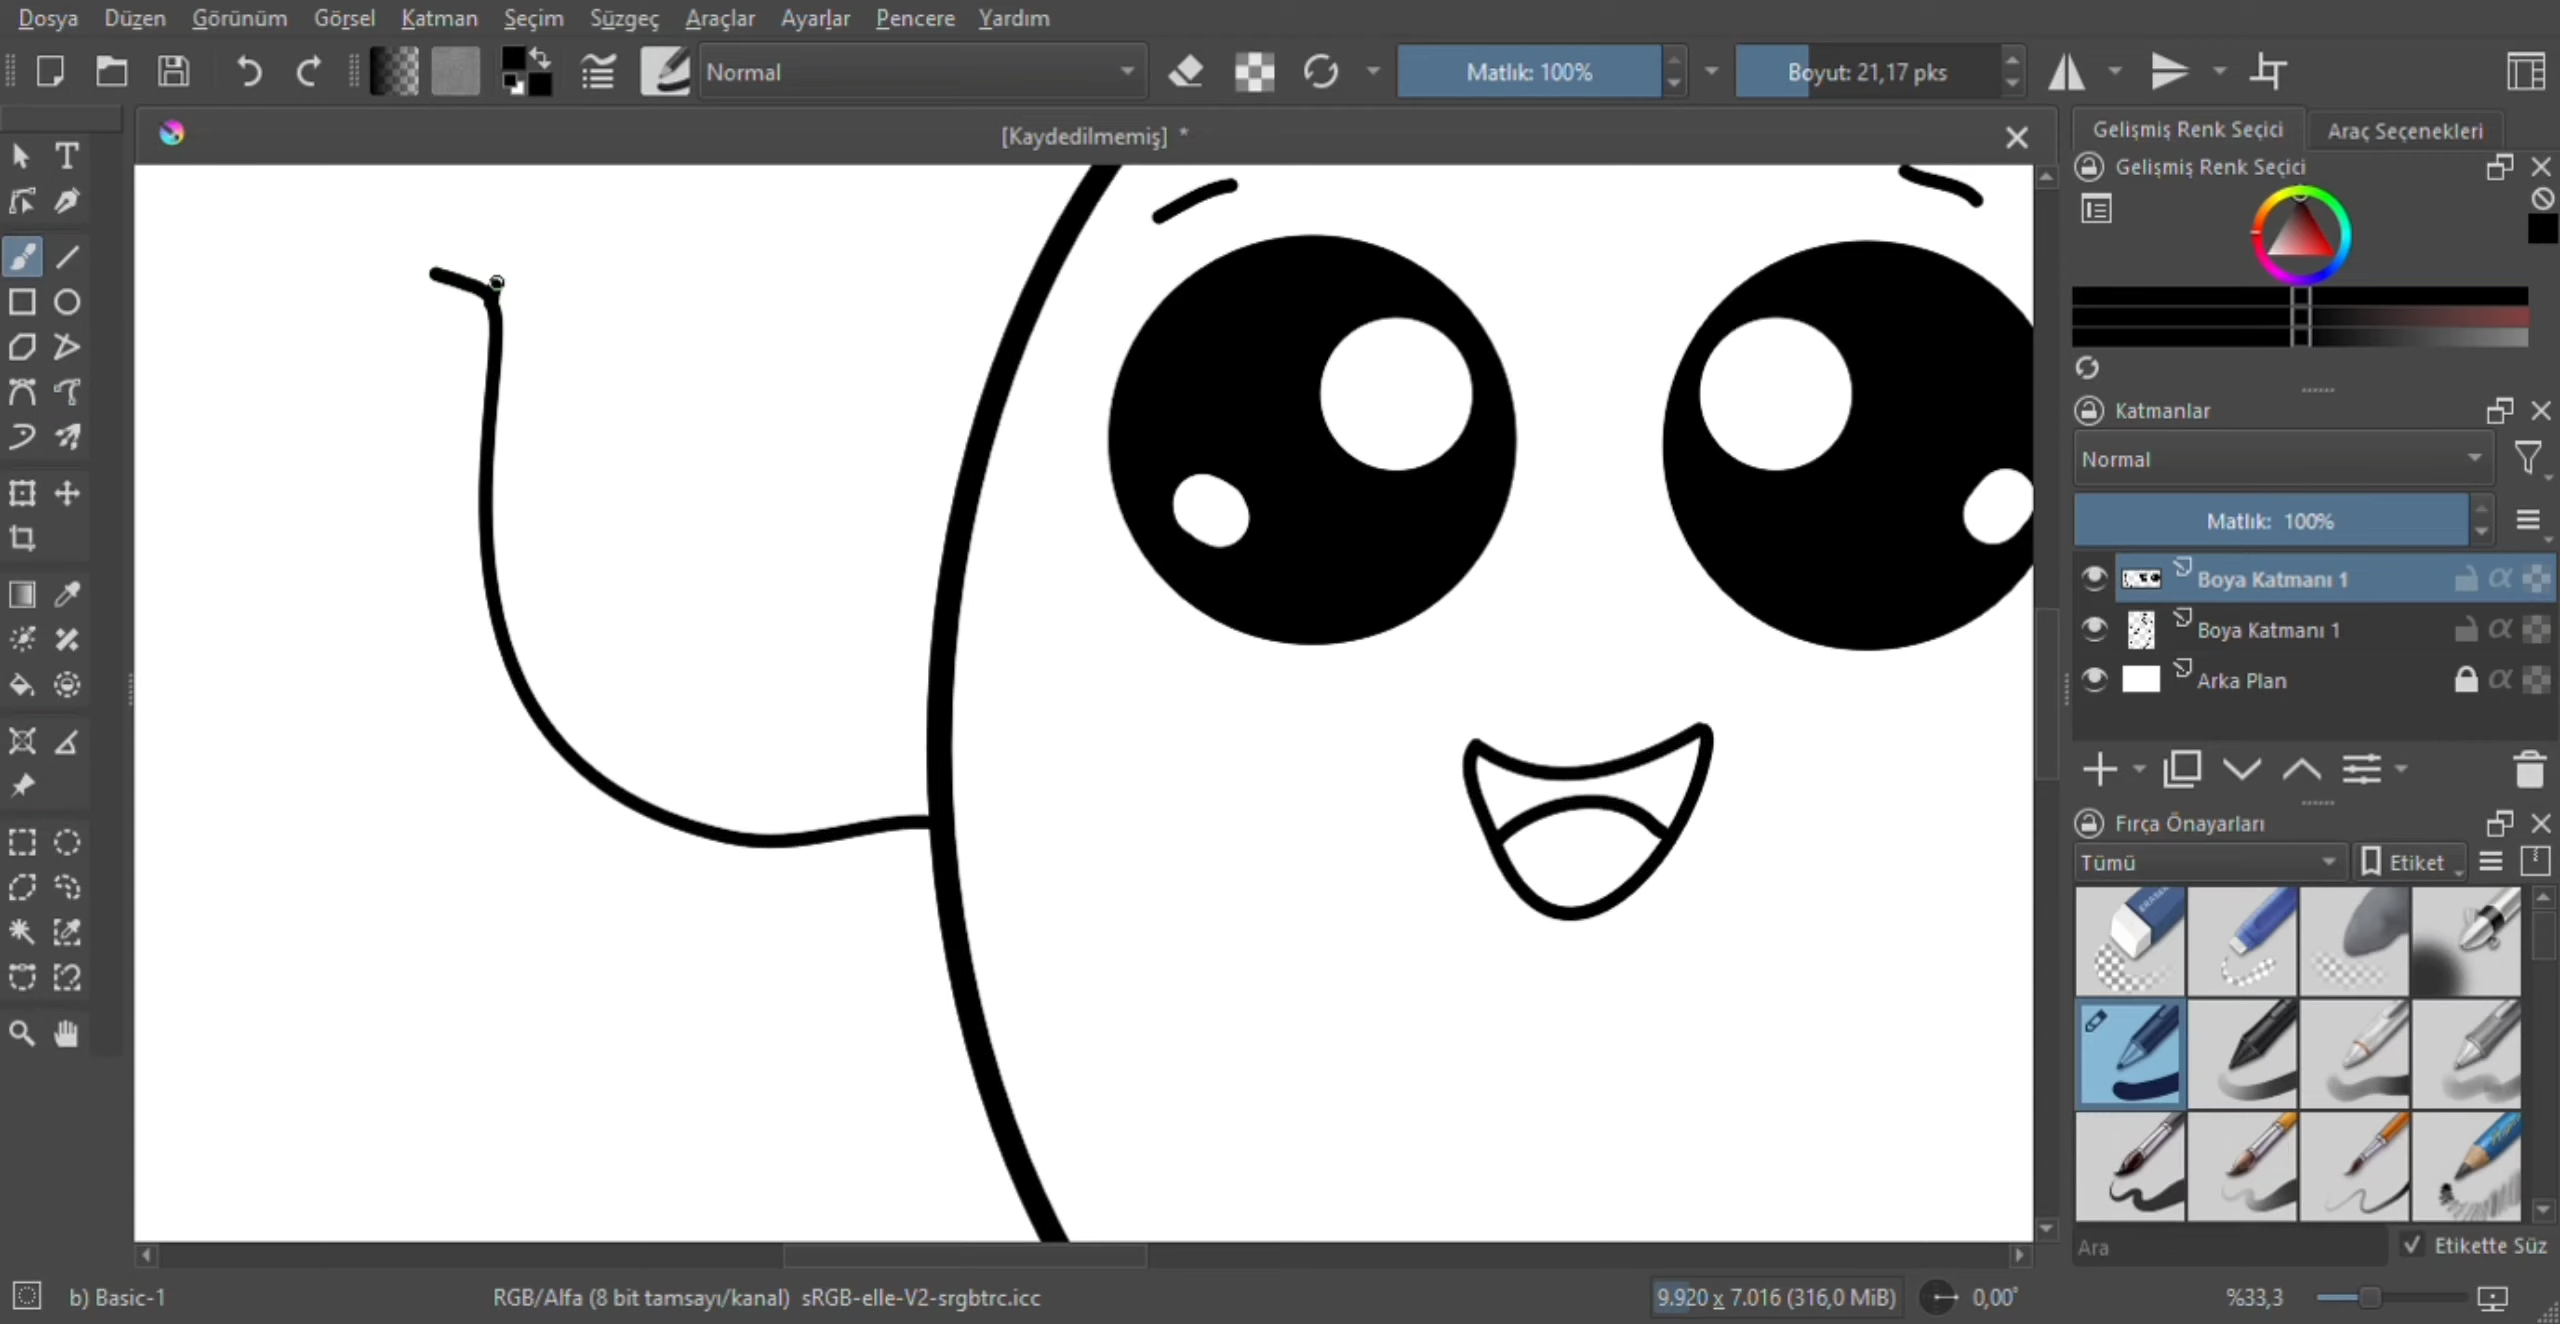 Dosya Düzen Görünüm Görsel Katman Seçim Süzgeç Araçlar Ayarlar Pencere Yardım
Normal Matlık: 100% Boyut: 21,17 pks
[Kaydedilmemiş] *
Gelişmiş Renk Seçici Araç Seçenekleri
Gelişmiş Renk Seçici
Katmanlar
Normal
Matlık: 100%
Boya Katmanı 1
Boya Katmanı 1
Arka Plan
Fırça Önayarları
Tümü Etiket
Ara Etikette Süz
b) Basic-1 RGB/Alfa (8 bit tamsayı/kanal) sRGB-elle-V2-srgbtrc.icc 9.920 x 7.016 (316,0 MiB) 0,00° %33,3